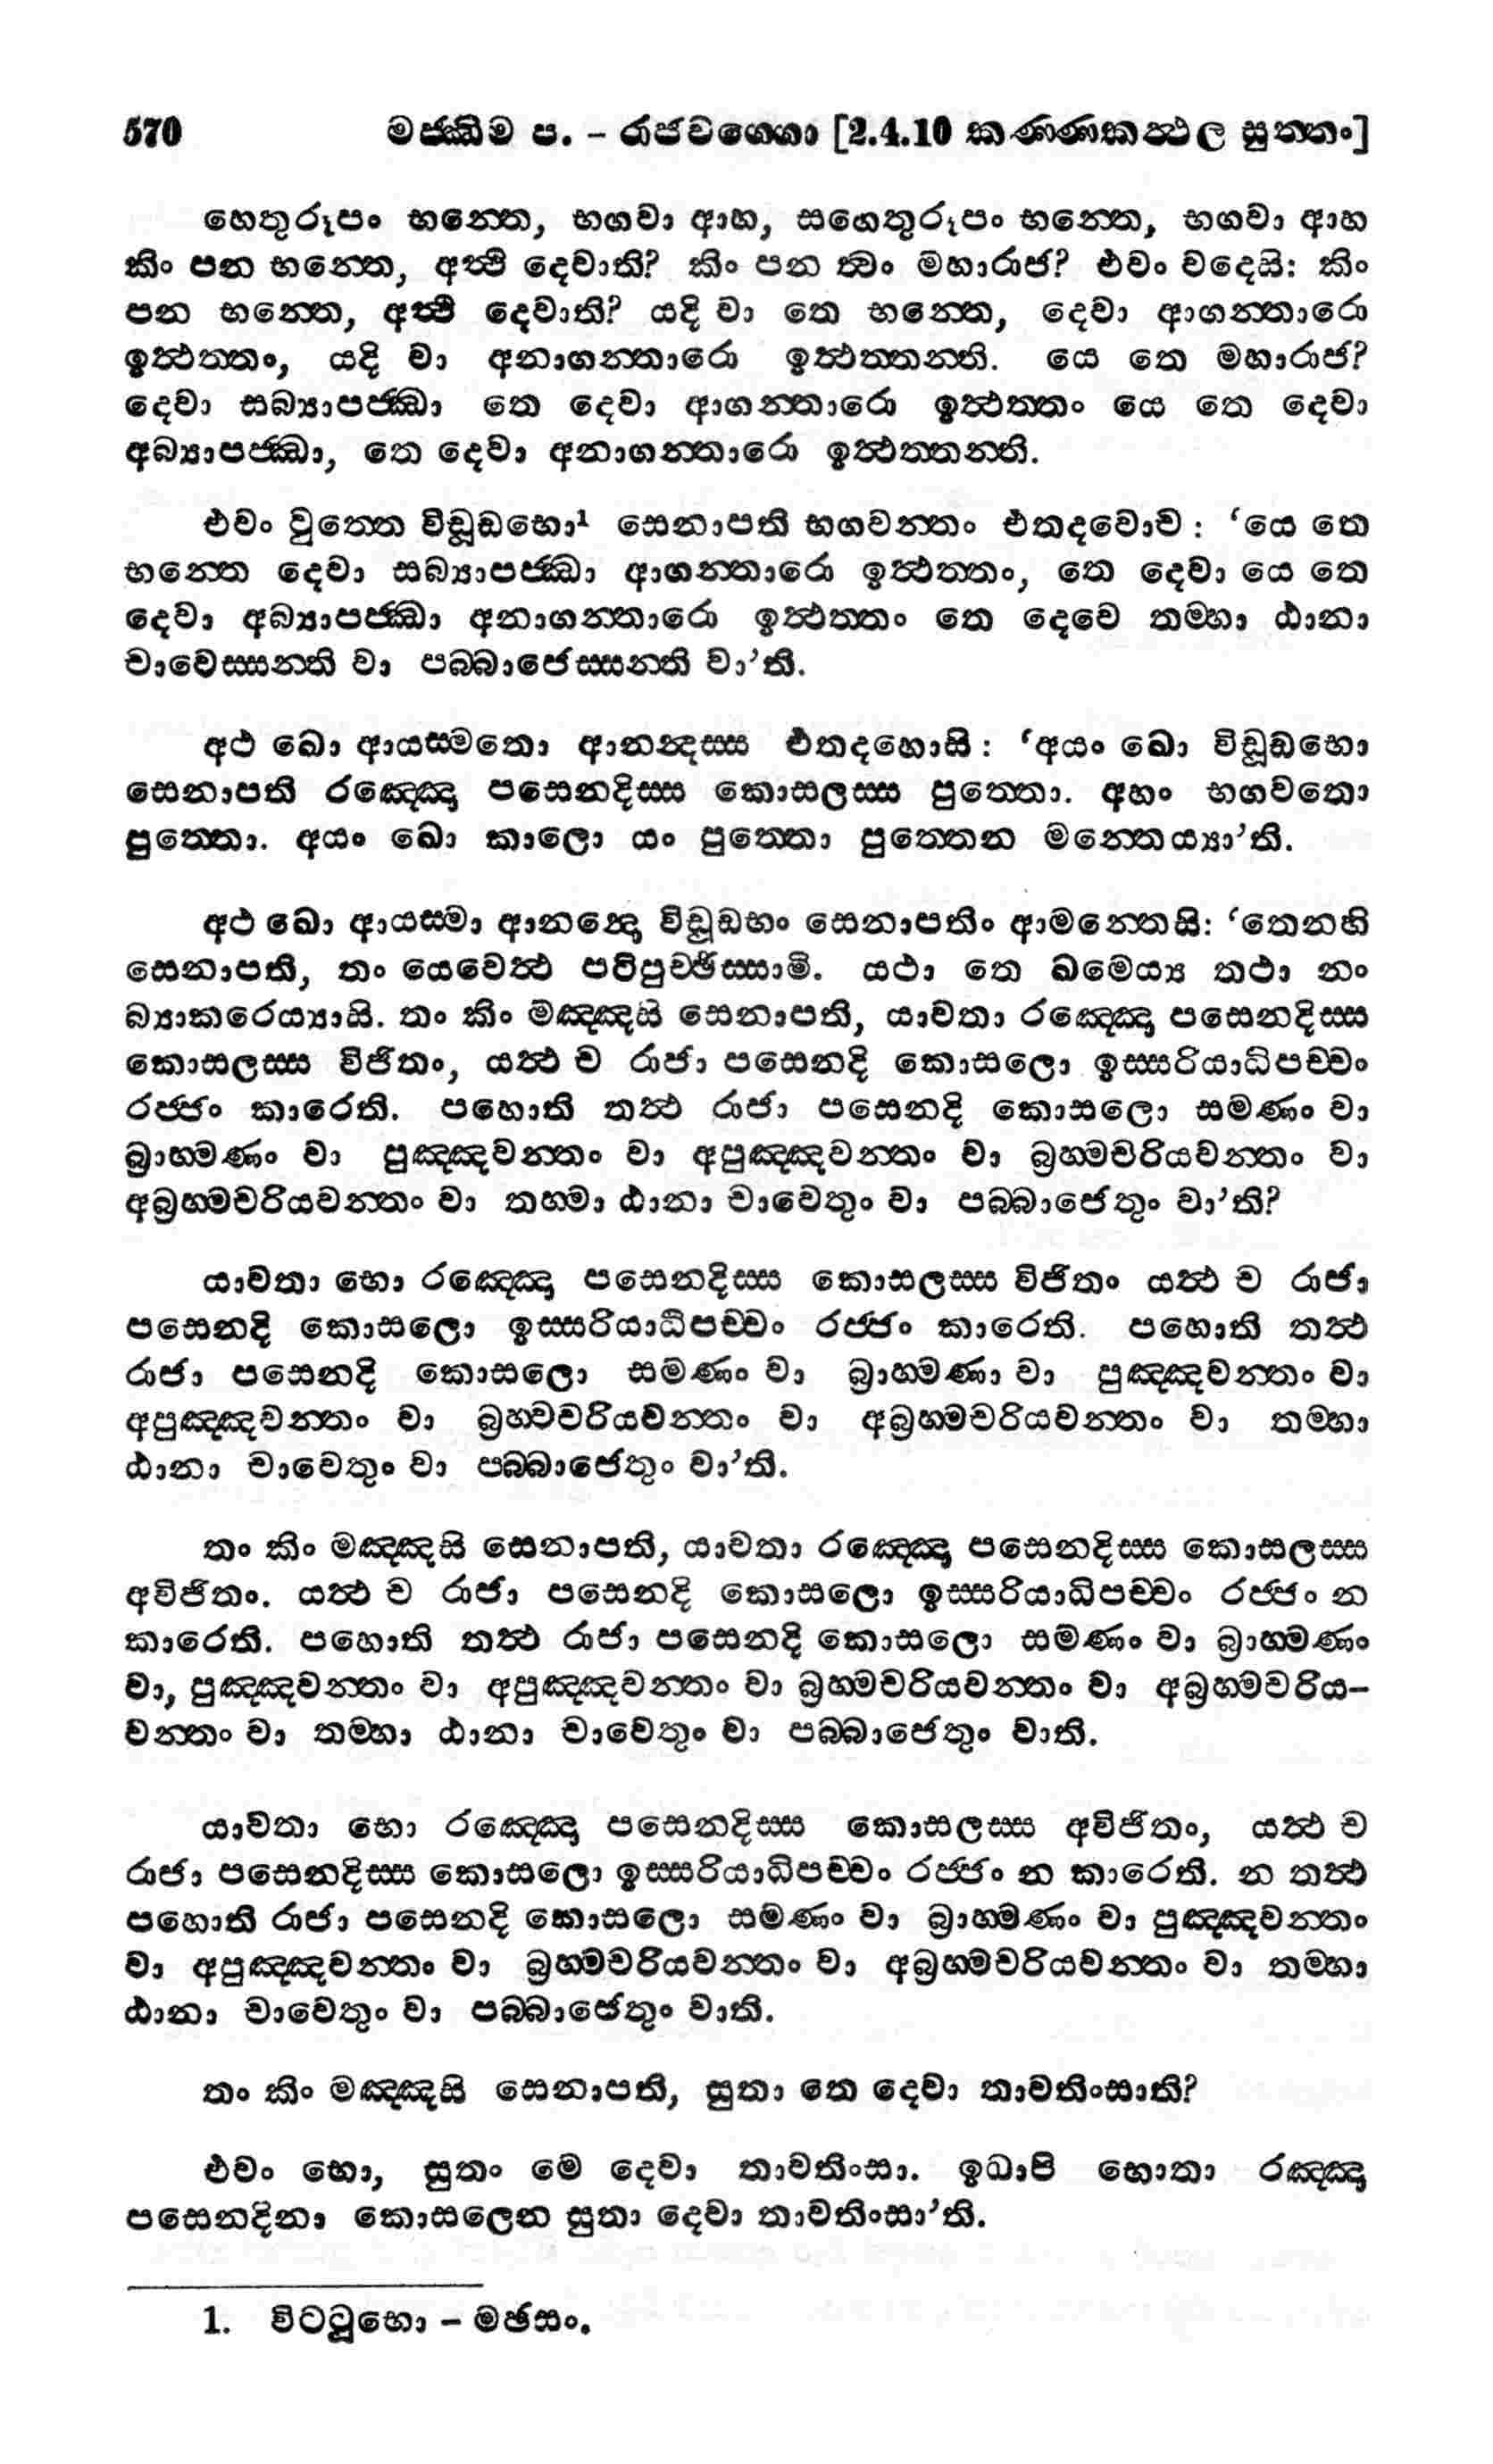 570 මජ්ඣිම ප. – රාජවග්ගො [2.4.10 කණ්ණකත්ථල සුත්තං]
හෙතුරූපං භන්තෙ, භගවා ආහ, සහෙතුරූපං භන්තෙ, භගවා ආහ
කිං පන භන්තෙ, අත්ථි දෙවාති? කිං පන ත්වං මහාරාජ? එවං වදෙසි: කිං
පන භන්තෙ, අත්ථි දෙවාති? යදි වා තෙ භන්තෙ, දෙවා ආගන්තාරො
ඉත්ථත්තං, යදි වා අනාගන්තාරො ඉත්ථත්තන්ති. යෙ තෙ මහාරාජ?
දෙවා සබ්‍යාපජ්ඣා තෙ දෙවා ආගන්තාරො ඉත්ථත්තං යෙ තෙ දෙවා
අබ්‍යාපජ්ඣා, තෙ දෙවා අනාගන්තාරො ඉත්ථත්තන්ති.
එවං වුත්තෙ විඩූඩභො¹ සෙනාපති භගවන්තං එතදවොච : ‘යෙ තෙ
භන්තෙ දෙවා සබ්‍යාපජ්ඣා ආගන්තාරො ඉත්ථත්තං, තෙ දෙවා යෙ තෙ
දෙවා අබ්‍යාපජ්ඣා අනාගන්තාරො ඉත්ථත්තං තෙ දෙවෙ තම්හා ඨානා
චාවෙස්සන්ති වා පබ්බාජෙස්සන්ති වා’ති.
අථ ඛො ආයස්මතො ආනන්දස්ස එතදහොසි : ‘අයං ඛො විඩූඩභො
සෙනාපති රඤ්ඤො පසෙනදිස්ස කොසලස්ස පුත්තො. අහං භගවතො
පුත්තො. අයං ඛො කාලො යං පුත්තො පුත්තෙන මන්තෙය්‍යා’ති.
අථ ඛො ආයස්මා ආනන්දො විඩූඩභං සෙනාපතිං ආමන්තෙසි: ‘තෙනහි
සෙනාපති, තං යෙවෙත්ථ පටිපුච්ඡිස්සාමි. යථා තෙ ඛමෙය්‍ය තථා නං
බ්‍යාකරෙය්‍යාසි. තං කිං මඤ්ඤසි සෙනාපති, යාවතා රඤ්ඤො පසෙනදිස්ස
කොසලස්ස විජිතං, යත්ථ ච රාජා පසෙනදි කොසලො ඉස්සරියාධිපච්චං
රජ්ජං කාරෙති. පහොති තත්ථ රාජා පසෙනදි කොසලො සමණං වා
බ්‍රාහ්මණං වා පුඤ්ඤවන්තං වා අපුඤ්ඤවන්තං වා බ්‍රහ්මචරියවන්තං වා
අබ්‍රහ්මචරියවන්තං වා තහ්මා ඨානා චාවෙතුං වා පබ්බාජෙතුං වා’ති?
යාවතා භො රඤ්ඤො පසෙනදිස්ස කොසලස්ස විජිතං යත්ථ ච රාජා
පසෙනදි කොසලො ඉස්සරියාධිපච්චං රජ්ජං කාරෙති. පහොති තත්ථ
රාජා පසෙනදි කොසලො සමණං වා බ්‍රාහ්මණා වා පුඤ්ඤවන්තං වා
අපුඤ්ඤවන්තං වා බ්‍රහ්වචරියවන්තං වා අබ්‍රහ්මචරියවන්තං වා තම්හා
ඨානා චාවෙතුං වා පබ්බාජෙතුං වා’ති.
තං කිං මඤ්ඤසි සෙනාපති, යාවතා රඤ්ඤො පසෙනදිස්ස කොසලස්ස
අවිජිතං. යත්ථ ච රාජා පසෙනදි කොසලො ඉස්සරියාධිපච්චං රජ්ජං න
කාරෙති. පහොති තත්ථ රාජා පසෙනදි කොසලො සමණං වා බ්‍රාහ්මණං
වා, පුඤ්ඤවන්තං වා අපුඤ්ඤවන්තං වා බ්‍රහ්මචරියවන්තං වා අබ්‍රහ්මචරිය–
වන්තං වා තම්හා ඨානා චාවෙතුං වා පබ්බාජෙතුං වාති.
යාවතා භො රඤ්ඤො පසෙනදිස්ස කොසලස්ස අවිජිතං, යත්ථ ච
රාජා පසෙනදිස්ස කොසලො ඉස්සරියාධිපච්චං රජ්ජං න කාරෙති. න තත්ථ
පහොති රාජා පසෙනදි කොසලො සමණං වා බ්‍රාහ්මණං වා පුඤ්ඤවන්තං
වා අපුඤ්ඤවන්තං වා බ්‍රහ්මචරියවන්තං වා අබ්‍රහ්මචරියවන්තං වා තම්හා
ඨානා චාවෙතුං වා පබ්බාජෙතුං වාති.
තං කිං මඤ්ඤසි සෙනාපති, සුතා තෙ දෙවා තාවතිංසාති?
එවං භො, සුතං මෙ දෙවා තාවතිංසා. ඉධාපි භොතා රඤ්ඤා
පසෙනදිනා කොසලෙන සුතා දෙවා තාවතිංසා’ති.
1. විටටූභො – මඡසං.